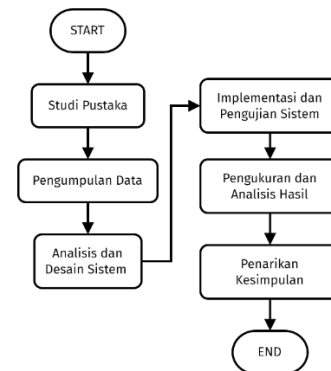 START
Studi Pustaka
Pengumpulan Data
Analisis dan
Desain Sistem
Implementasi dan
Pengujian Sistem
Pengukuran dan
Analisis Hasil
Penarikan
Kesimpulan
END